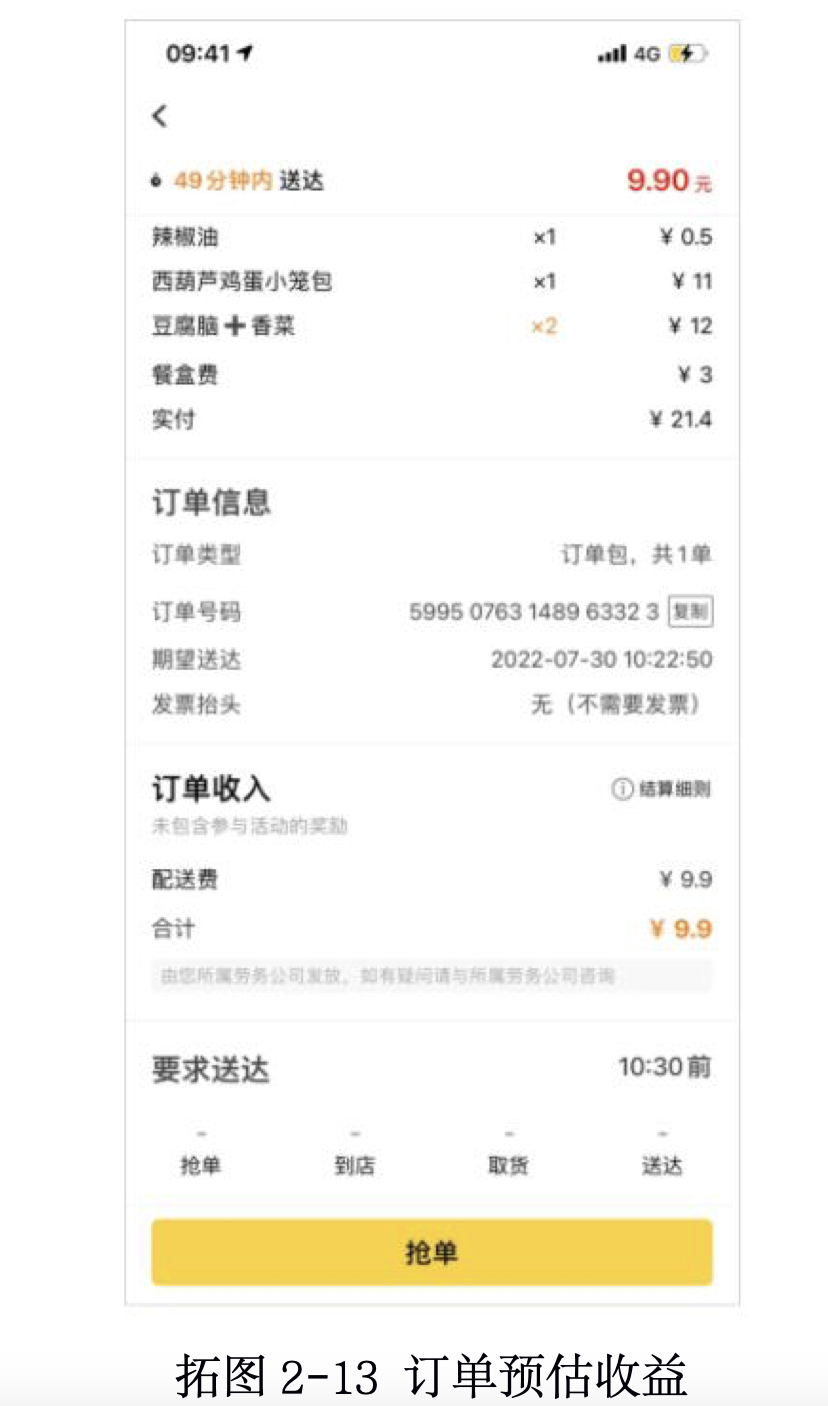 09:41 4G
49分钟内 送达 9.90 元
辣椒油 ×1 ¥ 0.5
西葫芦鸡蛋小笼包 ×1 ¥ 11
豆腐脑➕香菜 ×2 ¥ 12
餐盒费 ¥ 3
实付 ¥ 21.4
订单信息
订单类型 订单包，共1单
订单号码 5995 0763 1489 6332 3 复制
期望送达 2022-07-30 10:22:50
发票抬头 无（不需要发票）
订单收入 结算细则
未包含参与活动的奖励
配送费 ¥ 9.9
合计 ¥ 9.9
由您所属劳务公司发放，如有疑问请与所属劳务公司咨询
要求送达 10:30前
- - - -
抢单 到店 取货 送达
抢单
拓图 2-13 订单预估收益